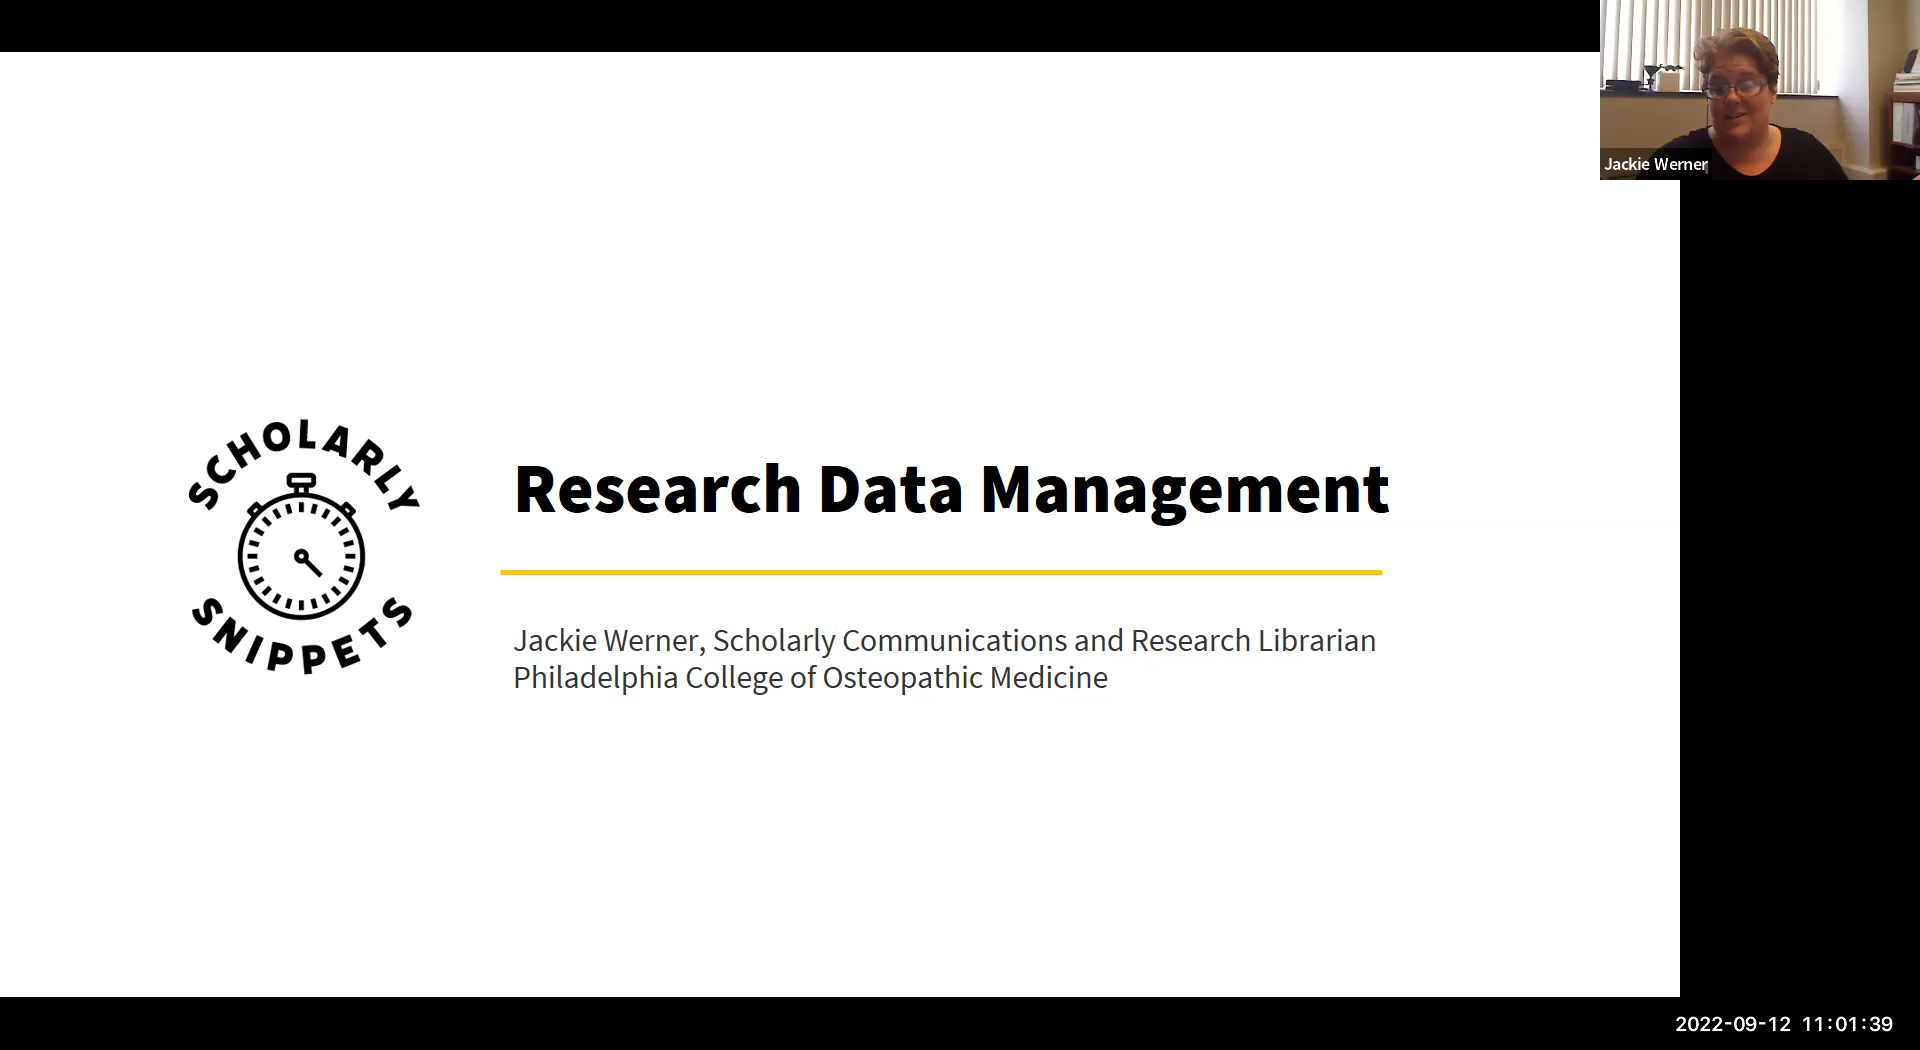 Jackie Werner
SCHOLARLY
SNIPPETS
Research Data Management
Jackie Werner, Scholarly Communications and Research Librarian
Philadelphia College of Osteopathic Medicine
2022-09-12 11:01:39